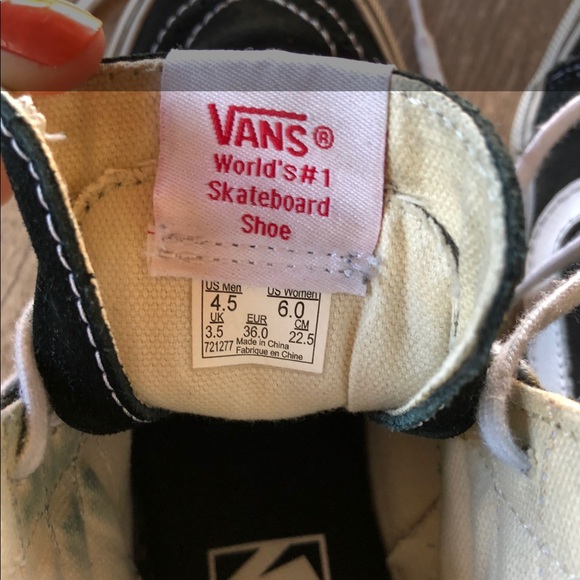 VANS®
World's #1
Skateboard
Shoe
US Men US Women
4.5 6.0
UK EUR CM
3.5 36.0 22.5
721277 Made in China
Fabrique en Chine